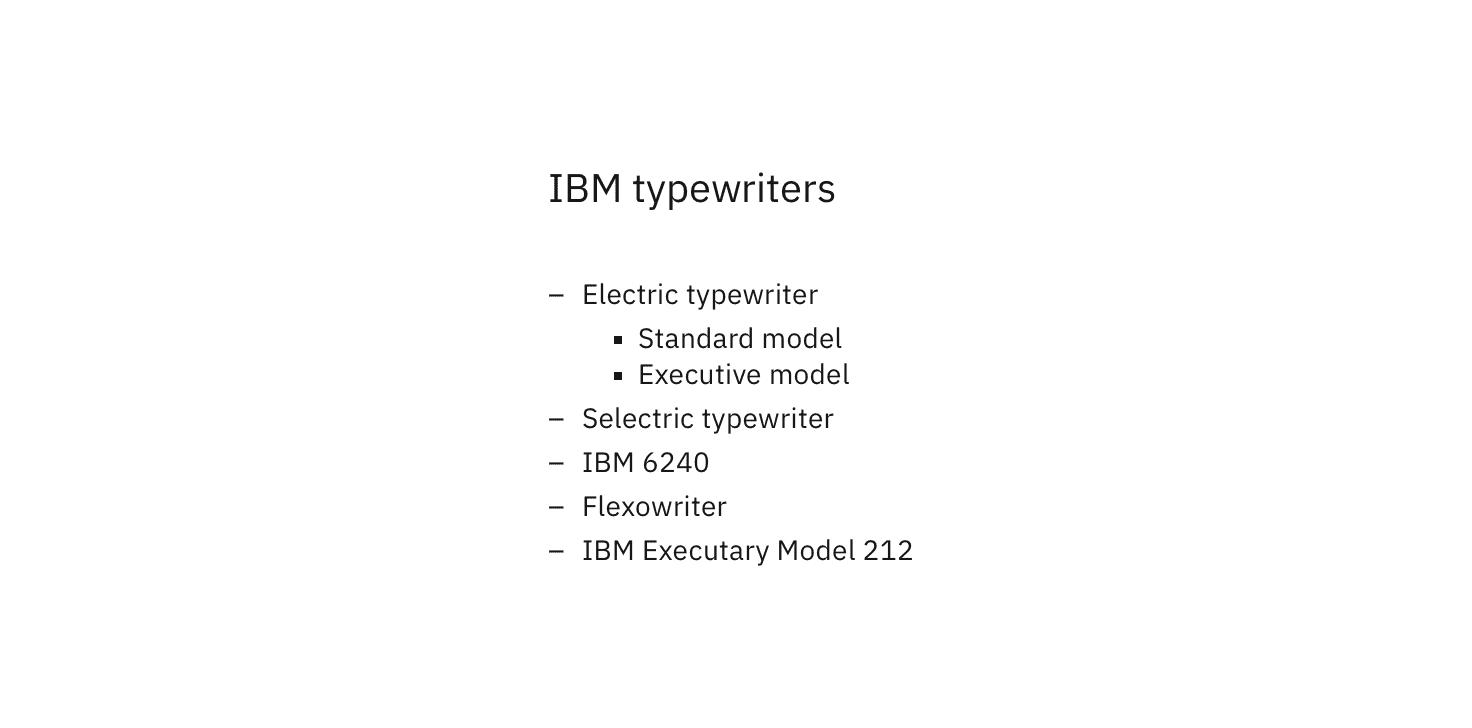 IBM typewriters
– Electric typewriter
▪ Standard model
▪ Executive model
– Selectric typewriter
– IBM 6240
– Flexowriter
– IBM Executary Model 212